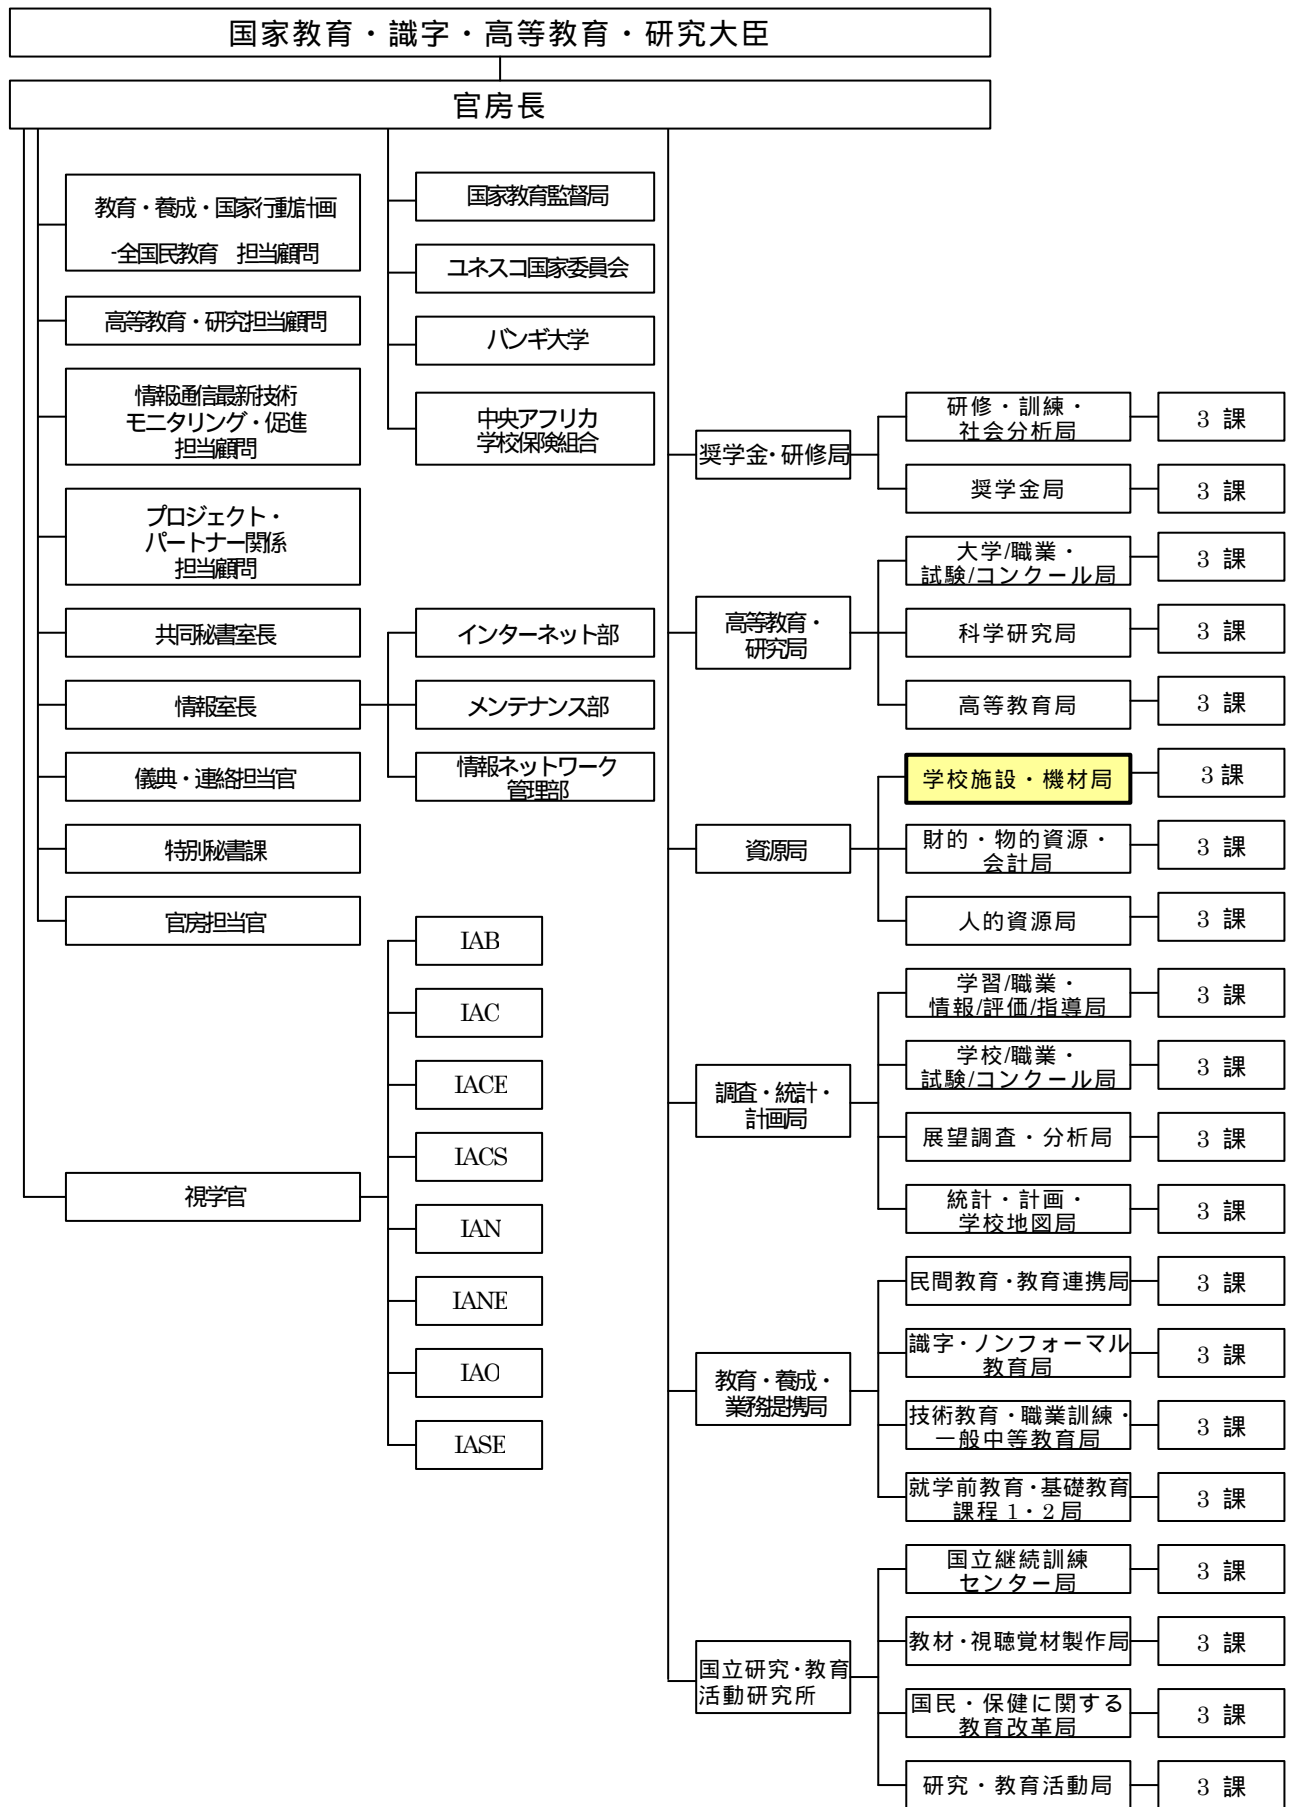 国家教育・識字・高等教育・研究大臣
官房長
教育・養成・国家行動計画
-全国民教育　担当顧問
高等教育・研究担当顧問
情報通信最新技術
モニタリング・促進
担当顧問
プロジェクト・
パートナー関係
担当顧問
共同秘書室長
情報室長
儀典・連絡担当官
特別秘書課
官房担当官
視学官
国家教育監督局
ユネスコ国家委員会
バンギ大学
中央アフリカ
学校保険組合
インターネット部
メンテナンス部
情報ネットワーク
管理部
IAB
IAC
IACE
IACS
IAN
IANE
IAO
IASE
奨学金・研修局
研修・訓練・
社会分析局
3 課
奨学金局
3 課
高等教育・
研究局
大学/職業・
試験/コンクール局
3 課
科学研究局
3 課
高等教育局
3 課
資源局
学校施設・機材局
3 課
財的・物的資源・
会計局
3 課
人的資源局
3 課
調査・統計・
計画局
学習/職業・
情報/評価/指導局
3 課
学校/職業・
試験/コンクール局
3 課
展望調査・分析局
3 課
統計・計画・
学校地図局
3 課
教育・養成・
業務提携局
民間教育・教育連携局
3 課
識字・ノンフォーマル
教育局
3 課
技術教育・職業訓練・
一般中等教育局
3 課
就学前教育・基礎教育
課程 1・2 局
3 課
国立研究・教育
活動研究所
国立継続訓練
センター局
3 課
教材・視聴覚材製作局
3 課
国民・保健に関する
教育改革局
3 課
研究・教育活動局
3 課